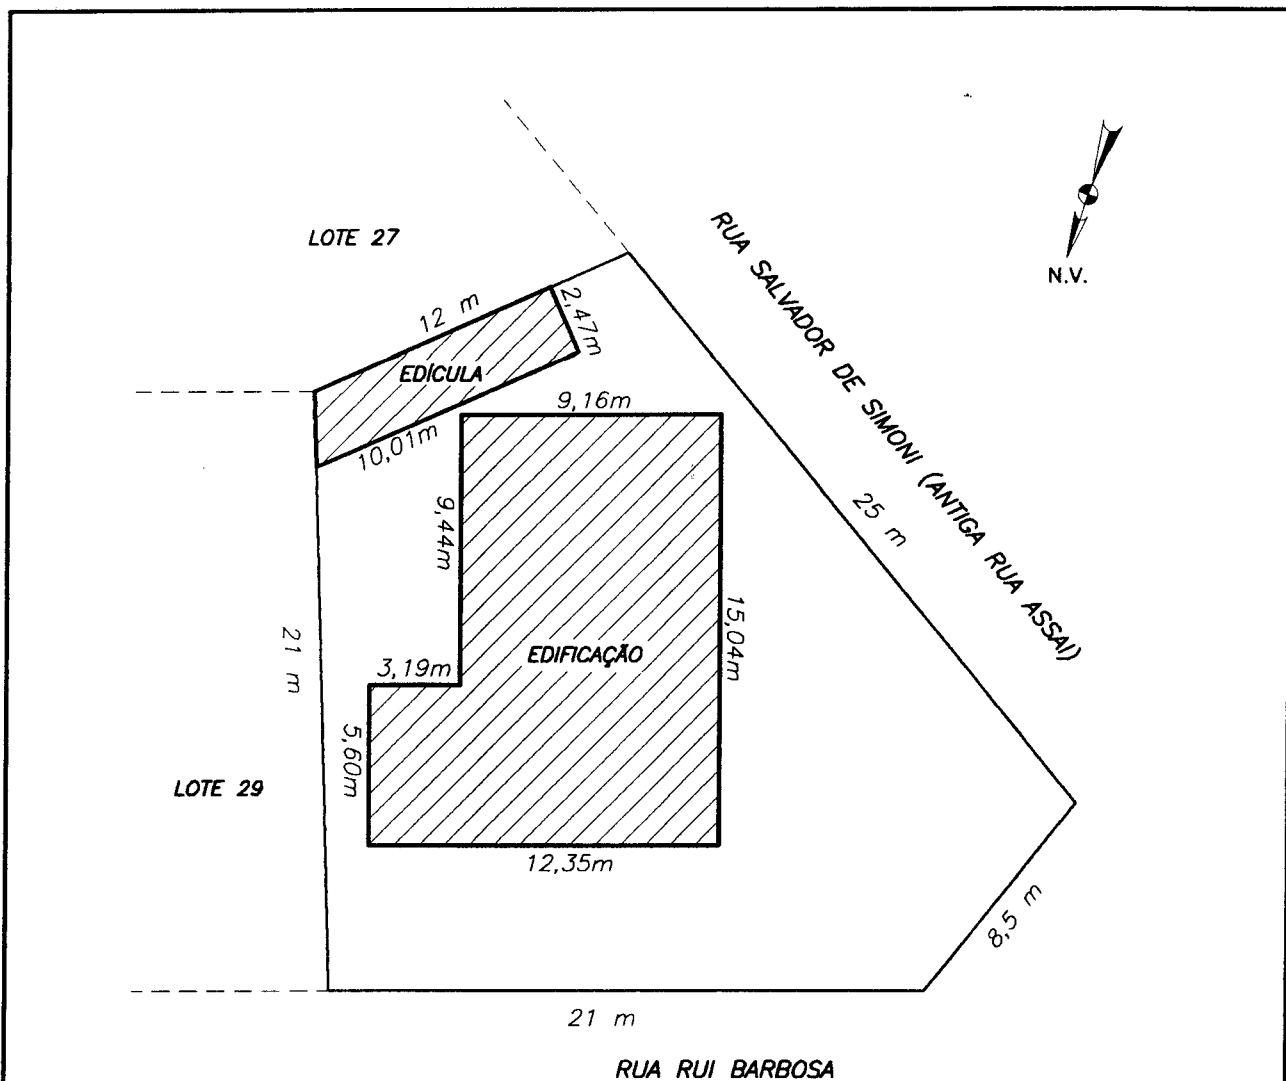 LOTE 27
N.V.
RUA SALVADOR DE SIMONI (ANTIGA RUA ASSAI)
12 m
2,47m
EDÍCULA
9,16m
10,01m
9,44m
25 m
15,04m
21 m
EDIFICAÇÃO
3,19m
5,60m
LOTE 29
12,35m
8,5 m
21 m
RUA RUI BARBOSA